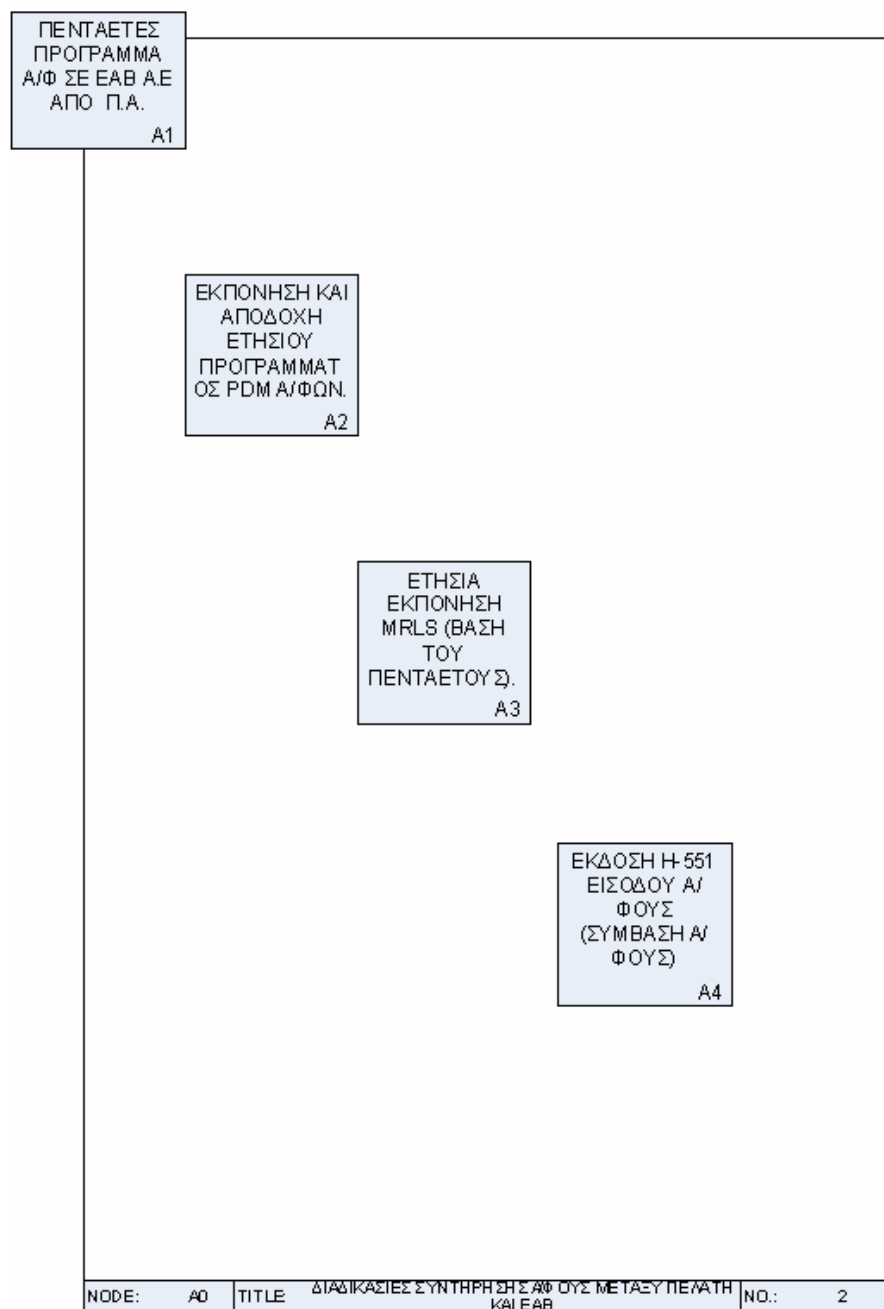 ΠΕΝΤΑΕΤΕΣ
ΠΡΟΓΡΑΜΜΑ
Α/Φ ΣΕ ΕΑΒ Α.Ε
ΑΠΟ Π.Α.
A1
ΕΚΠΟΝΗΣΗ ΚΑΙ
ΑΠΟΔΟΧΗ
ΕΤΗΣΙΟΥ
ΠΡΟΓΡΑΜΜΑΤ
ΟΣ PDM Α/ΦΩΝ.
A2
ΕΤΗΣΙΑ
ΕΚΠΟΝΗΣΗ
MRLS (ΒΑΣΗ
ΤΟΥ
ΠΕΝΤΑΕΤΟΥΣ).
A3
ΕΚΔΟΣΗ Η-551
ΕΙΣΟΔΟΥ Α/
ΦΟΥΣ
(ΣΥΜΒΑΣΗ Α/
ΦΟΥΣ)
A4
NODE: A0 TITLE: ΔΙΑΔΙΚΑΣΙΕΣ ΣΥΝΤΗΡΗΣΗΣ Α/ΦΟΥΣ ΜΕΤΑΞΥ ΠΕΛΑΤΗ
ΚΑΙ ΕΑΒ NO.: 2